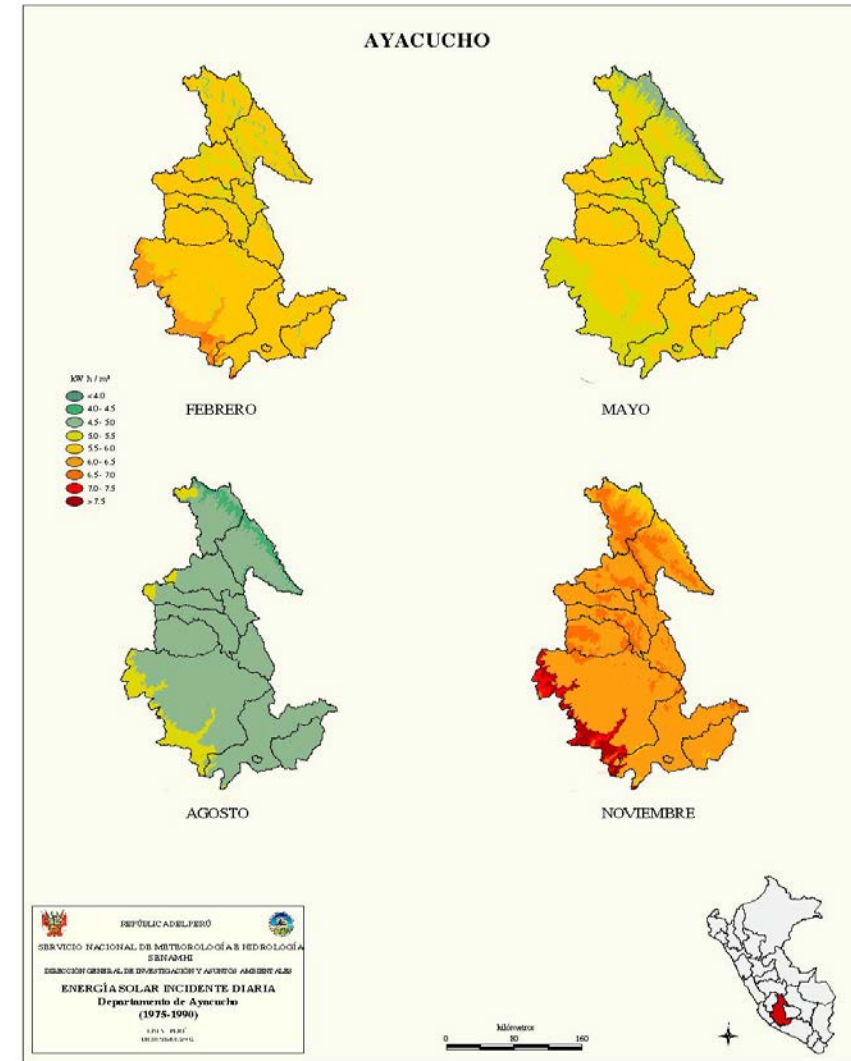 AYACUCHO
FEBRERO
MAYO
kW h / m²
< 4.0
4.0 - 4.5
4.5 - 5.0
5.0 - 5.5
5.5 - 6.0
6.0 - 6.5
6.5 - 7.0
7.0 - 7.5
> 7.5
AGOSTO
NOVIEMBRE
REPÚBLICA DEL PERÚ
SERVICIO NACIONAL DE METEOROLOGÍA E HIDROLOGÍA
SENAMHI
DIRECCIÓN GENERAL DE INVESTIGACIÓN Y ASUNTOS AMBIENTALES
ENERGÍA SOLAR INCIDENTE DIARIA
Departamento de Ayacucho
(1975-1990)
kilómetros
0 80 160